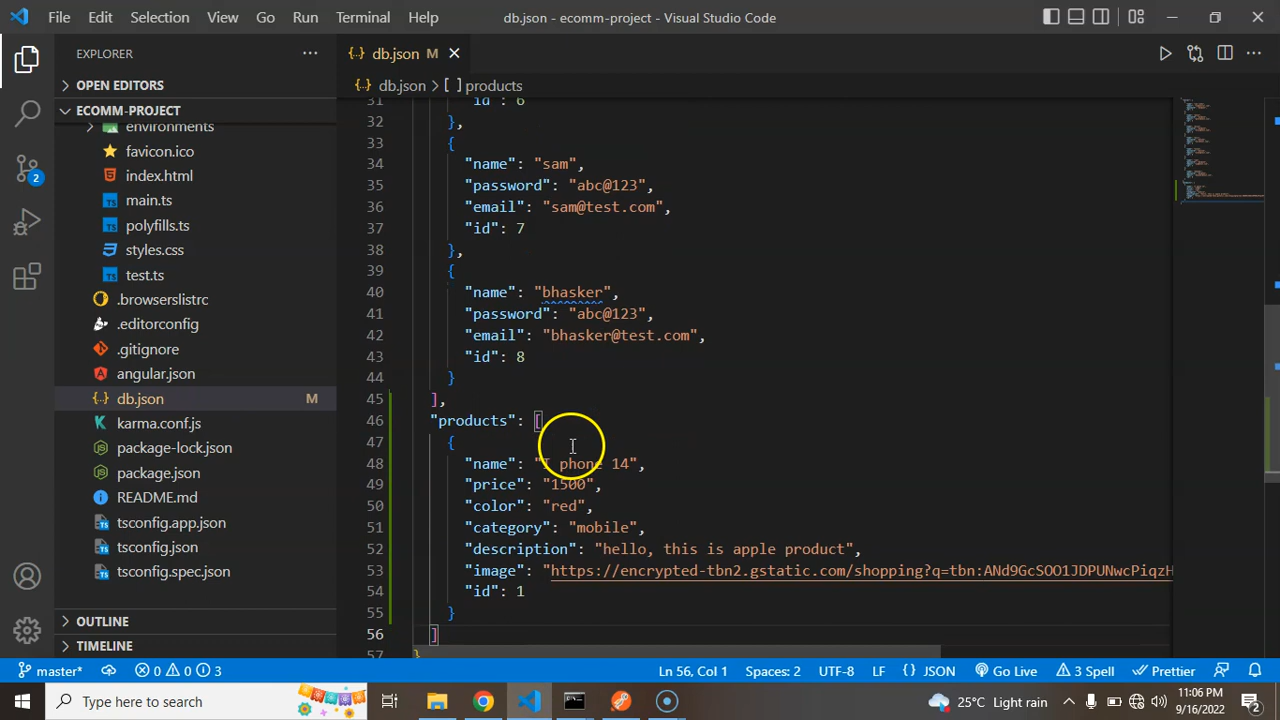 File Edit Selection View Go Run Terminal Help db.json - ecomm-project - Visual Studio Code
EXPLORER
OPEN EDITORS
ECOMM-PROJECT
environments
favicon.ico
index.html
main.ts
polyfills.ts
styles.css
test.ts
.browserslistrc
.editorconfig
.gitignore
angular.json
db.json M
karma.conf.js
package-lock.json
package.json
README.md
tsconfig.app.json
tsconfig.json
tsconfig.spec.json
OUTLINE
TIMELINE
db.json M
db.json > [ ] products
31 "id": 6
32 },
33 {
34 "name": "sam",
35 "password": "abc@123",
36 "email": "sam@test.com",
37 "id": 7
38 },
39 {
40 "name": "bhasker",
41 "password": "abc@123",
42 "email": "bhasker@test.com",
43 "id": 8
44 }
45 ],
46 "products": [
47 {
48 "name": "I phone 14",
49 "price": "1500",
50 "color": "red",
51 "category": "mobile",
52 "description": "hello, this is apple product",
53 "image": "https://encrypted-tbn2.gstatic.com/shopping?q=tbn:ANd9GcSOO1JDPUNwcPiqzH
54 "id": 1
55 }
56 ]
57 }
2
master* 0 0 3 Ln 56, Col 1 Spaces: 2 UTF-8 LF {} JSON Go Live 3 Spell Prettier
Type here to search
25°C Light rain
11:06 PM
9/16/2022
2